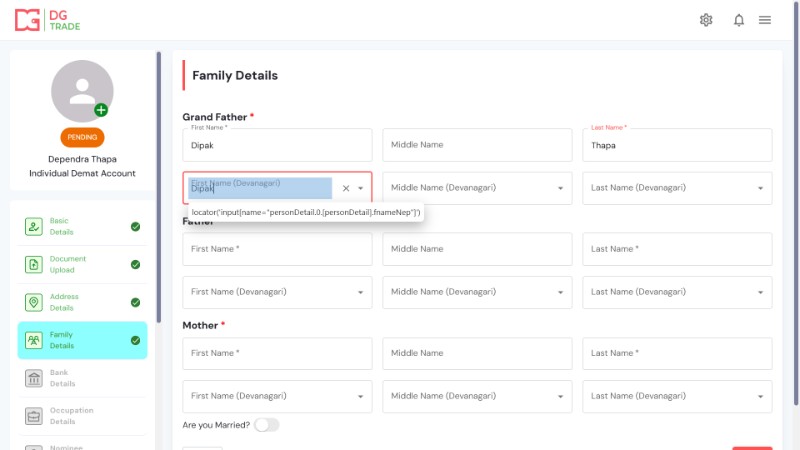 DG
TRADE
PENDING
Dependra Thapa
Individual Demat Account
Basic
Details
Document
Upload
Address
Details
Family
Details
Bank
Details
Occupation
Details
Nominee
Family Details
Grand Father *
First Name *
Dipak
Middle Name
Last Name *
Thapa
First Name (Devanagari)
Dipak
Middle Name (Devanagari)
Last Name (Devanagari)
locator('input[name="personDetail.0.[personDetail].fnameNep"]')
Father
First Name *
Middle Name
Last Name *
First Name (Devanagari)
Middle Name (Devanagari)
Last Name (Devanagari)
Mother *
First Name *
Middle Name
Last Name *
First Name (Devanagari)
Middle Name (Devanagari)
Last Name (Devanagari)
Are you Married?